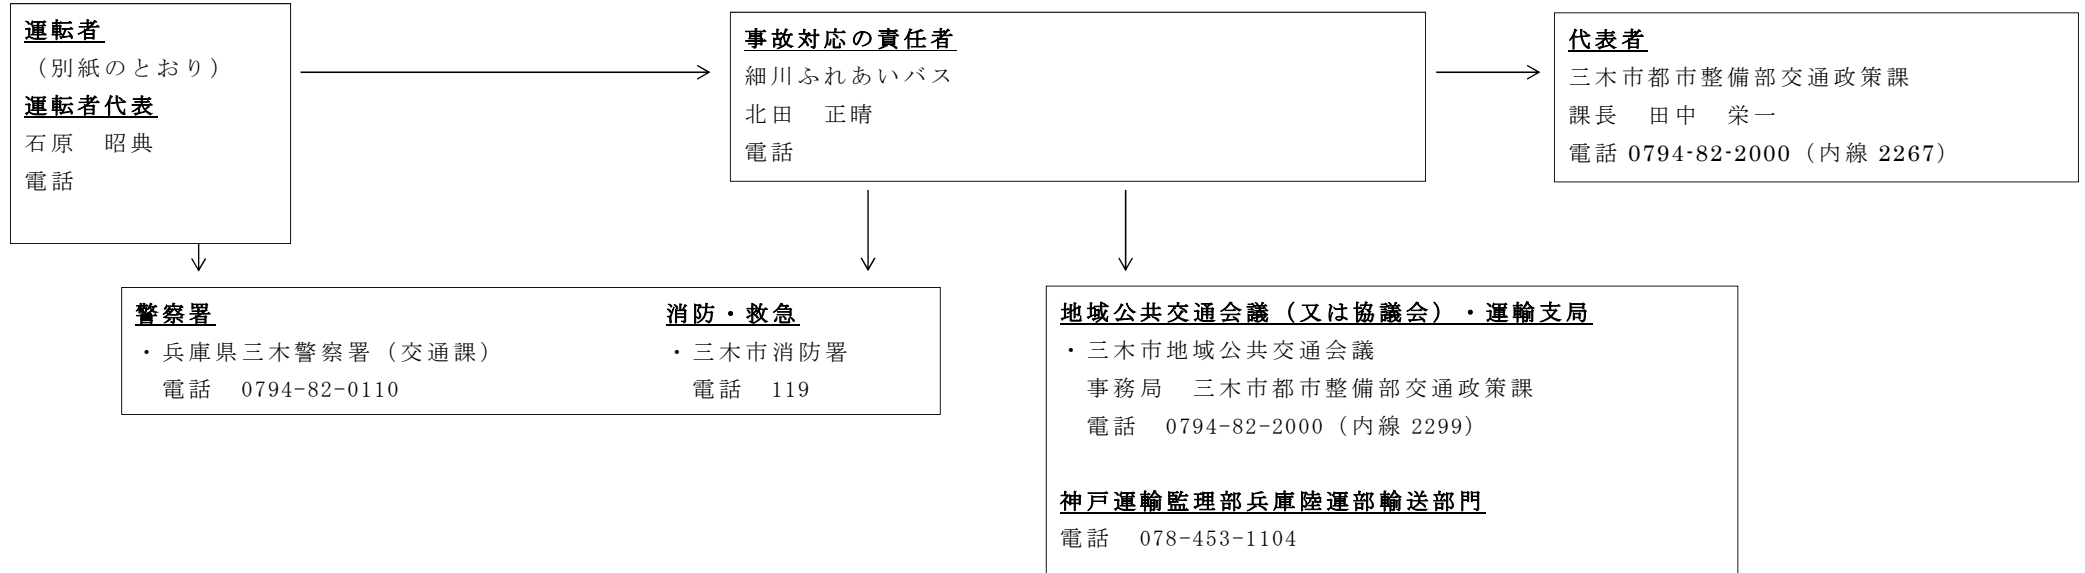 運転者
（別紙のとおり）
運転者代表
石原　昭典
電話
事故対応の責任者
細川ふれあいバス
北田　正晴
電話
代表者
三木市都市整備部交通政策課
課長　田中　栄一
電話 0794-82-2000（内線 2267）
警察署
・兵庫県三木警察署（交通課）
電話　0794-82-0110
消防・救急
・三木市消防署
電話　119
地域公共交通会議（又は協議会）・運輸支局
・三木市地域公共交通会議
事務局　三木市都市整備部交通政策課
電話　0794-82-2000（内線 2299）
神戸運輸監理部兵庫陸運部輸送部門
電話　078-453-1104